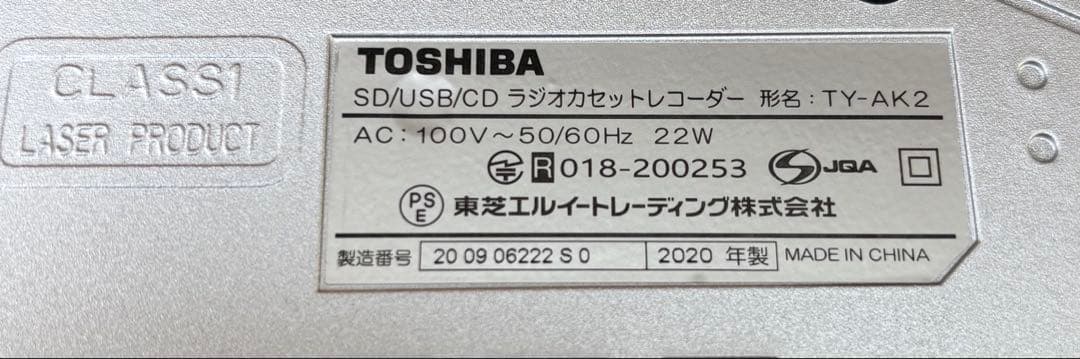 CLASS1
LASER PRODUCT
TOSHIBA
SD/USB/CD ラジオカセットレコーダー 形名：TY-AK2
AC：100V～50/60Hz 22W
R 018-200253 S JQA
PSE 東芝エルイートレーディング株式会社
製造番号 20 09 06222 S 0 2020 年製 MADE IN CHINA